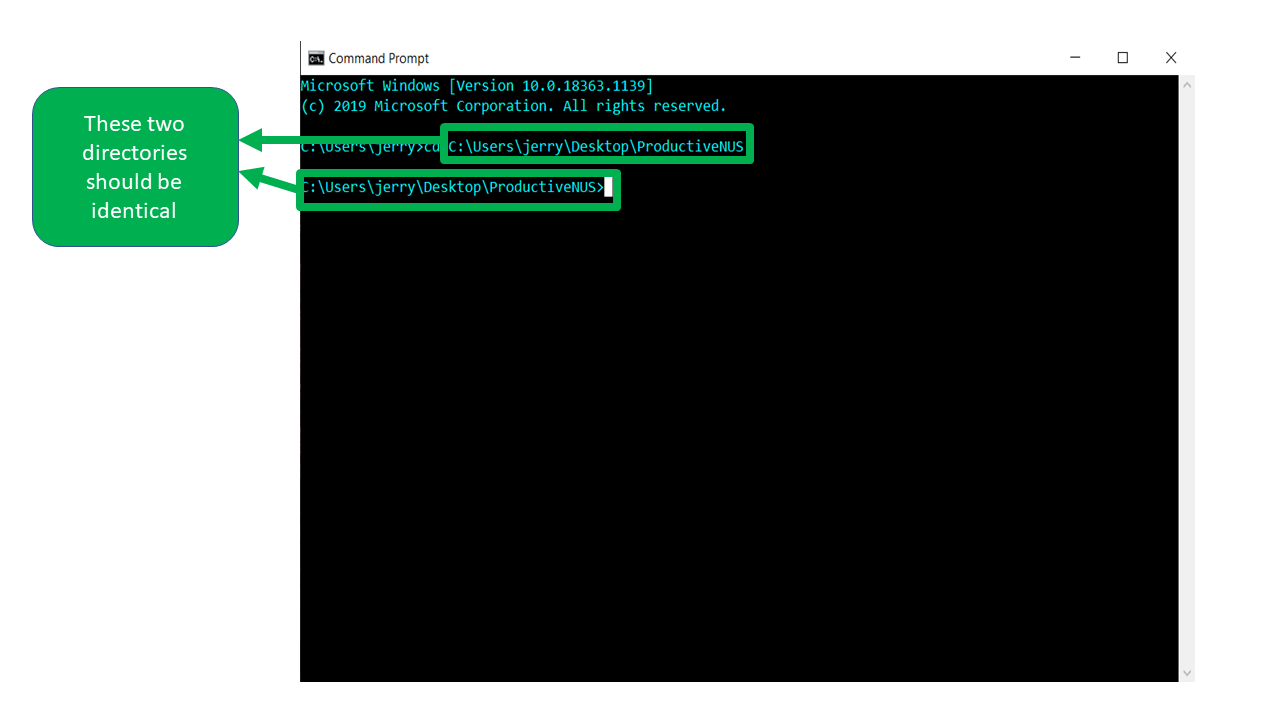 Command Prompt
Microsoft Windows [Version 10.0.18363.1139]
(c) 2019 Microsoft Corporation. All rights reserved.
These two
directories
should be
identical
C:\Users\jerry>cd C:\Users\jerry\Desktop\ProductiveNUS
C:\Users\jerry\Desktop\ProductiveNUS>